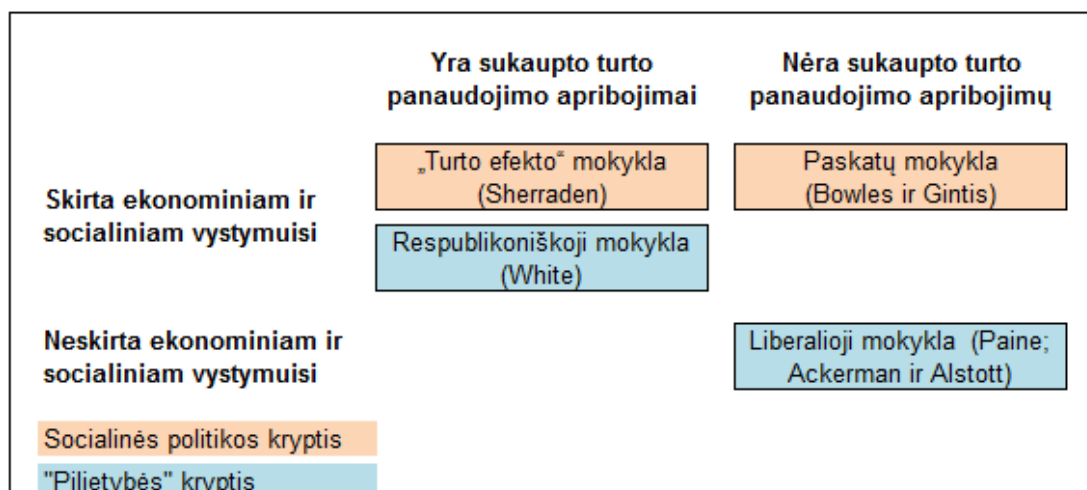 Yra sukaupto turto
panaudojimo apribojimai
Nėra sukaupto turto
panaudojimo apribojimų
Skirta ekonominiam ir
socialiniam vystymuisi
„Turto efekto“ mokykla
(Sherraden)
Paskatų mokykla
(Bowles ir Gintis)
Respublikoniškoji mokykla
(White)
Neskirta ekonominiam ir
socialiniam vystymuisi
Liberalioji mokykla (Paine;
Ackerman ir Alstott)
Socialinės politikos kryptis
"Pilietybės" kryptis